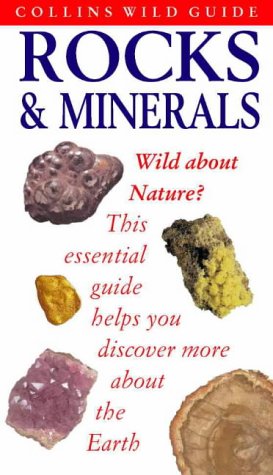 COLLINS WILD GUIDE
ROCKS
& MINERALS
Wild about
Nature?
This
essential
guide
helps you
discover more
about
the
Earth